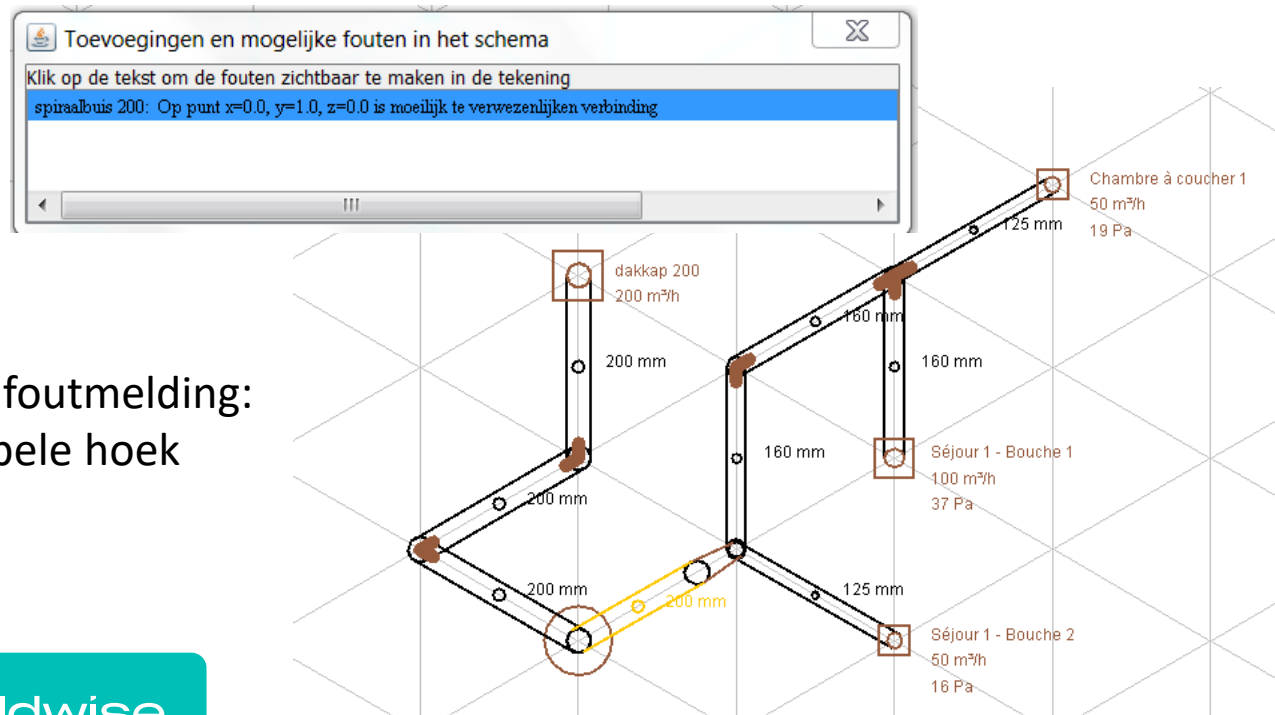 Toevoegingen en mogelijke fouten in het schema
Klik op de tekst om de fouten zichtbaar te maken in de tekening
spiraalbuis 200: Op punt x=0.0, y=1.0, z=0.0 is moeilijk te verwezenlijken verbinding
Chambre à coucher 1
50 m³/h
19 Pa
125 mm
dakkap 200
200 m³/h
160 mm
200 mm
160 mm
foutmelding:
pele hoek
160 mm
Séjour 1 - Bouche 1
100 m³/h
37 Pa
200 mm
200 mm
200 mm
125 mm
Séjour 1 - Bouche 2
50 m³/h
16 Pa
ldwise